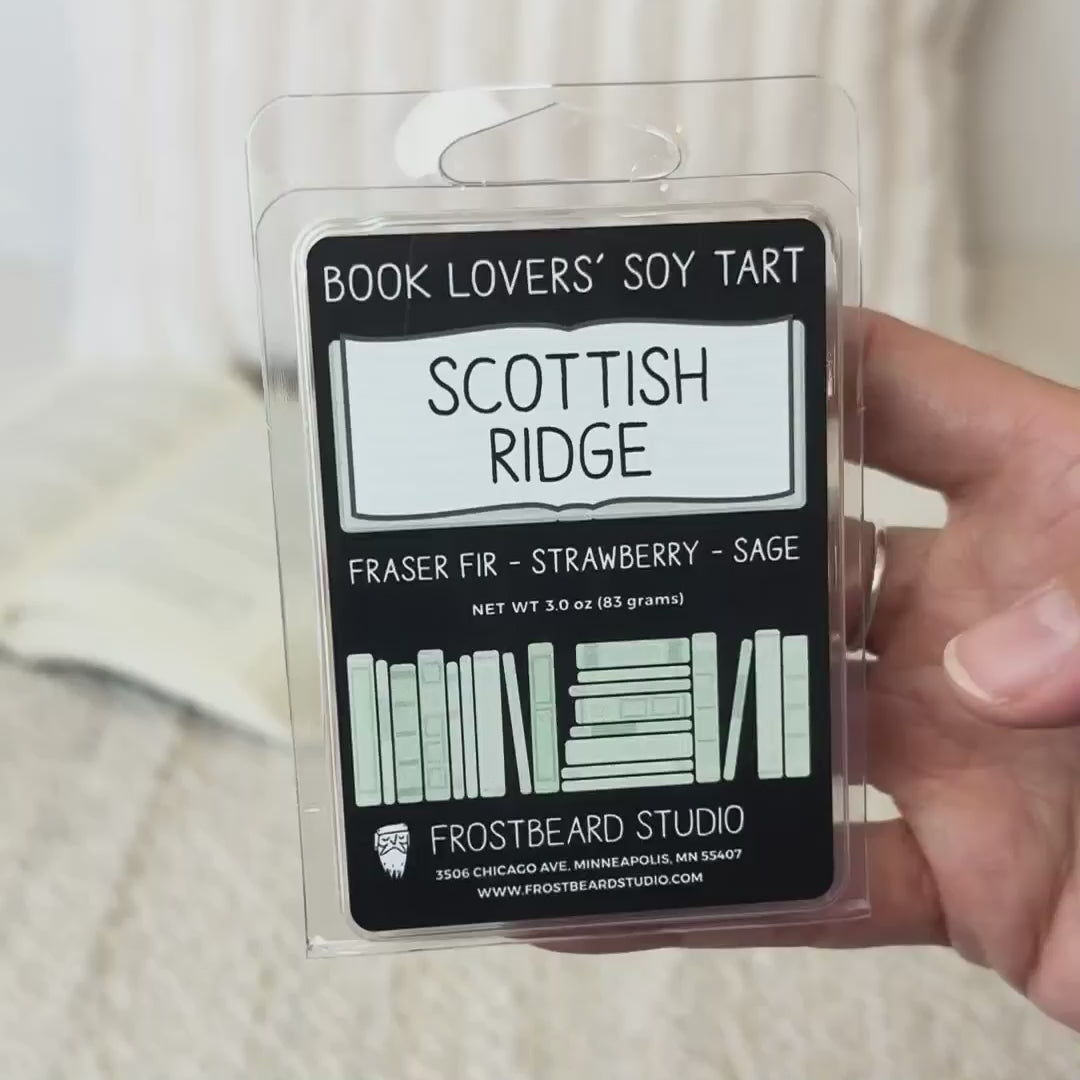 BOOK LOVERS' SOY TART
SCOTTISH
RIDGE
FRASER FIR - STRAWBERRY - SAGE
NET WT 3.0 oz (83 grams)
FROSTBEARD STUDIO
3506 CHICAGO AVE, MINNEAPOLIS, MN 55407
WWW.FROSTBEARDSTUDIO.COM